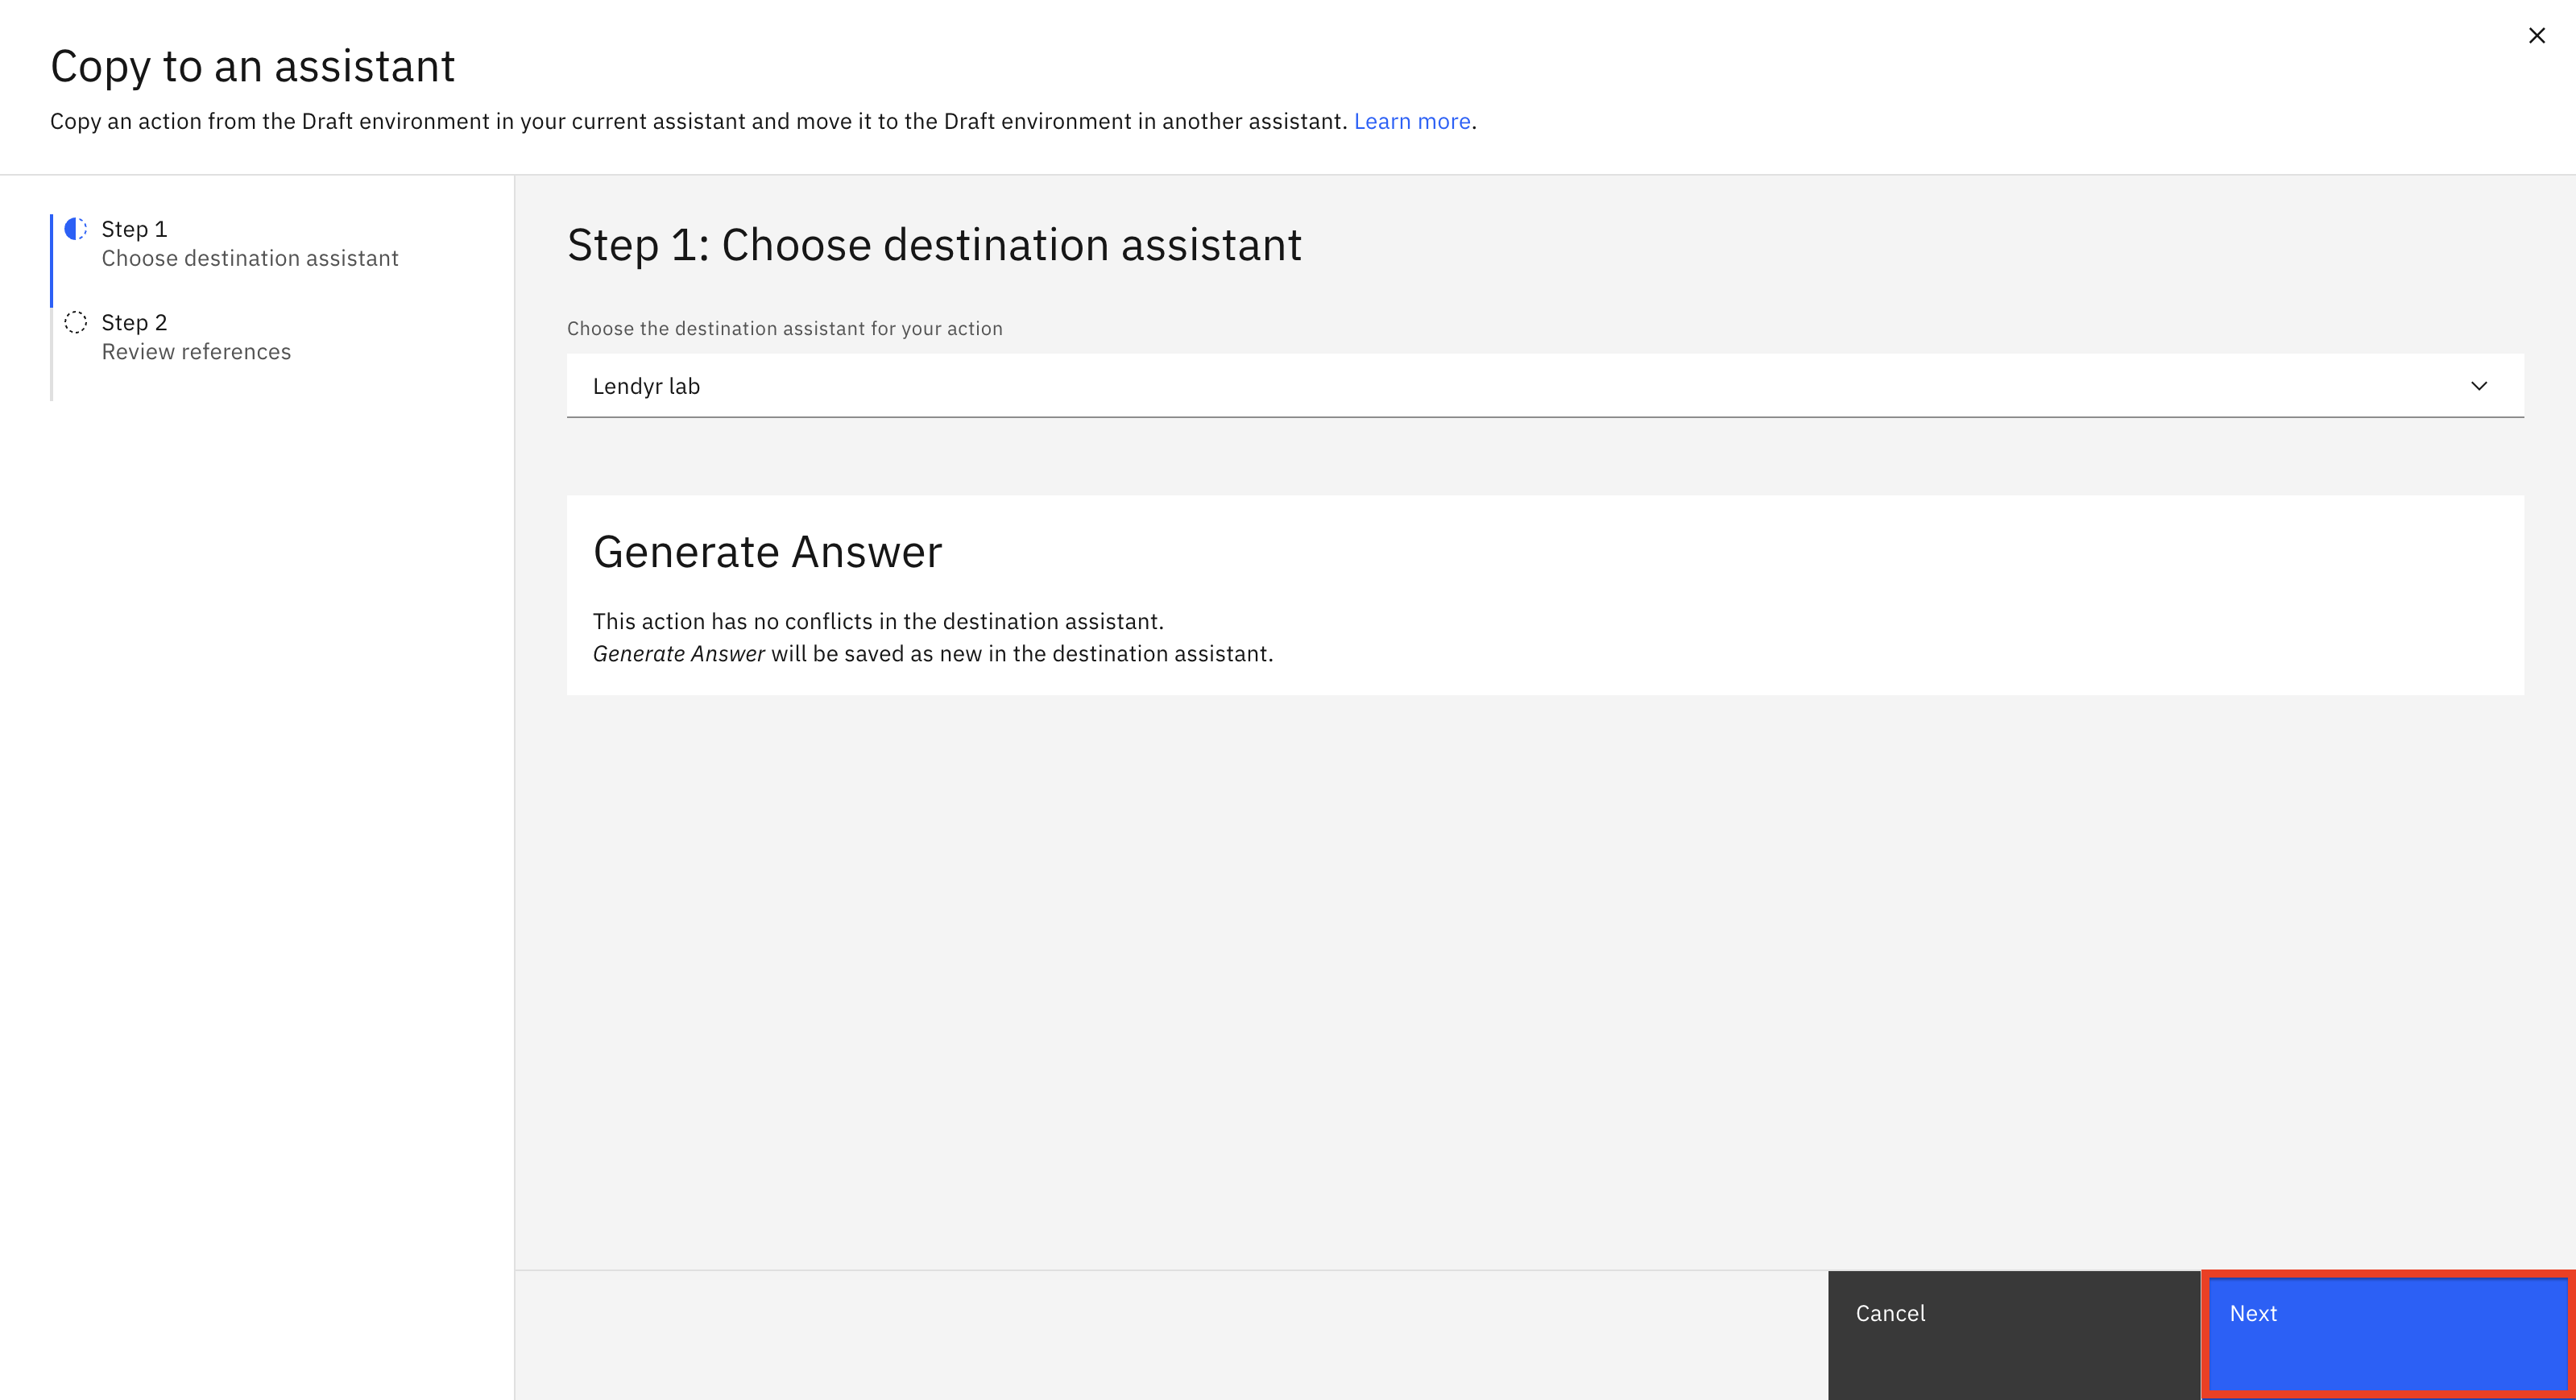 Copy to an assistant
Copy an action from the Draft environment in your current assistant and move it to the Draft environment in another assistant. Learn more.
Step 1
Choose destination assistant
Step 2
Review references
Step 1: Choose destination assistant
Choose the destination assistant for your action
Lendyr lab
Generate Answer
This action has no conflicts in the destination assistant.
Generate Answer will be saved as new in the destination assistant.
Cancel
Next